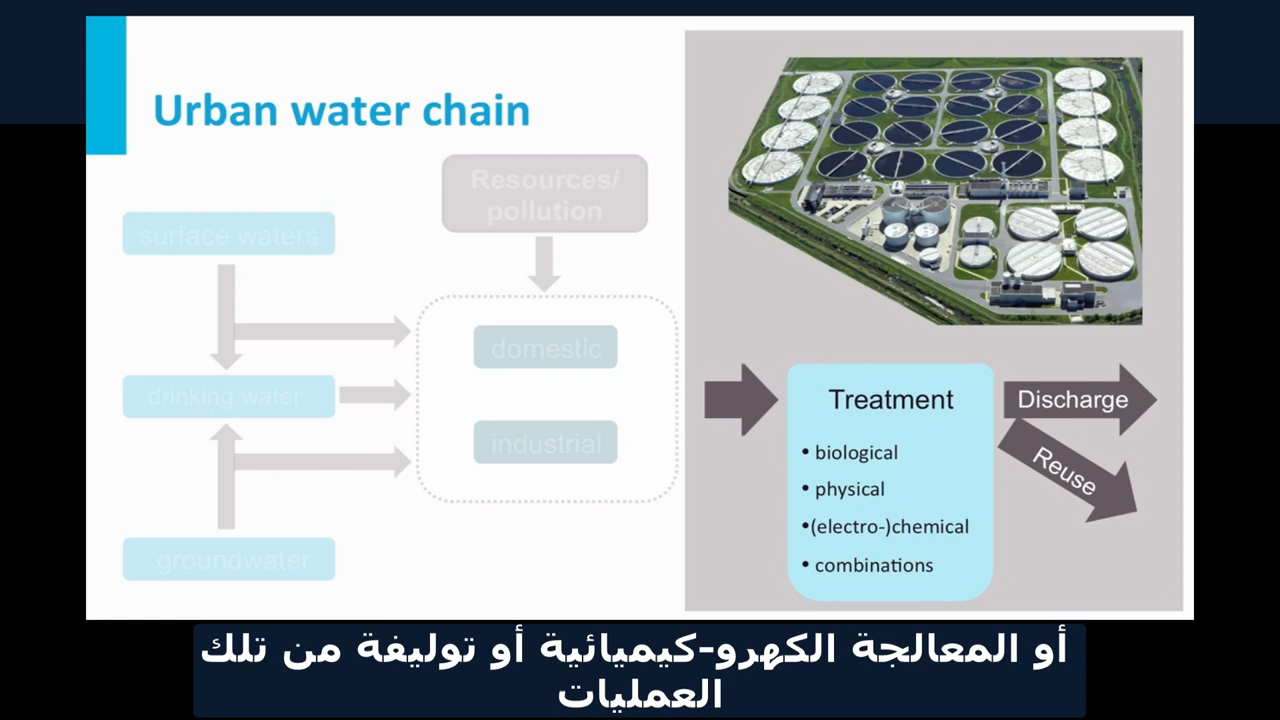 Urban water chain
Resources/
pollution
surface waters
domestic
drinking water
industrial
groundwater
Treatment
• biological
• physical
•(electro-)chemical
• combinations
Discharge
Reuse
أو المعالجة الكهرو-كيميائية أو توليفة من تلك
العمليات